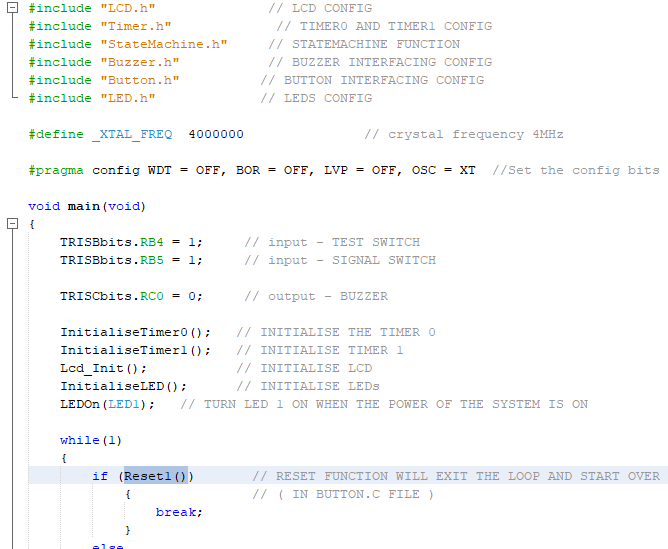 #include "LCD.h" // LCD CONFIG
#include "Timer.h" // TIMER0 AND TIMER1 CONFIG
#include "StateMachine.h" // STATEMACHINE FUNCTION
#include "Buzzer.h" // BUZZER INTERFACING CONFIG
#include "Button.h" // BUTTON INTERFACING CONFIG
#include "LED.h" // LEDS CONFIG
#define _XTAL_FREQ 4000000 // crystal frequency 4MHz
#pragma config WDT = OFF, BOR = OFF, LVP = OFF, OSC = XT //Set the config bits
void main(void)
{
TRISBbits.RB4 = 1; // input - TEST SWITCH
TRISBbits.RB5 = 1; // input - SIGNAL SWITCH
TRISCbits.RC0 = 0; // output - BUZZER
InitialiseTimer0(); // INITIALISE THE TIMER 0
InitialiseTimer1(); // INITIALISE TIMER 1
Lcd_Init(); // INITIALISE LCD
InitialiseLED(); // INITIALISE LEDs
LEDOn(LED1); // TURN LED 1 ON WHEN THE POWER OF THE SYSTEM IS ON
while(1)
{
if (Reset1()) // RESET FUNCTION WILL EXIT THE LOOP AND START OVER
{ // ( IN BUTTON.C FILE )
break;
}
else